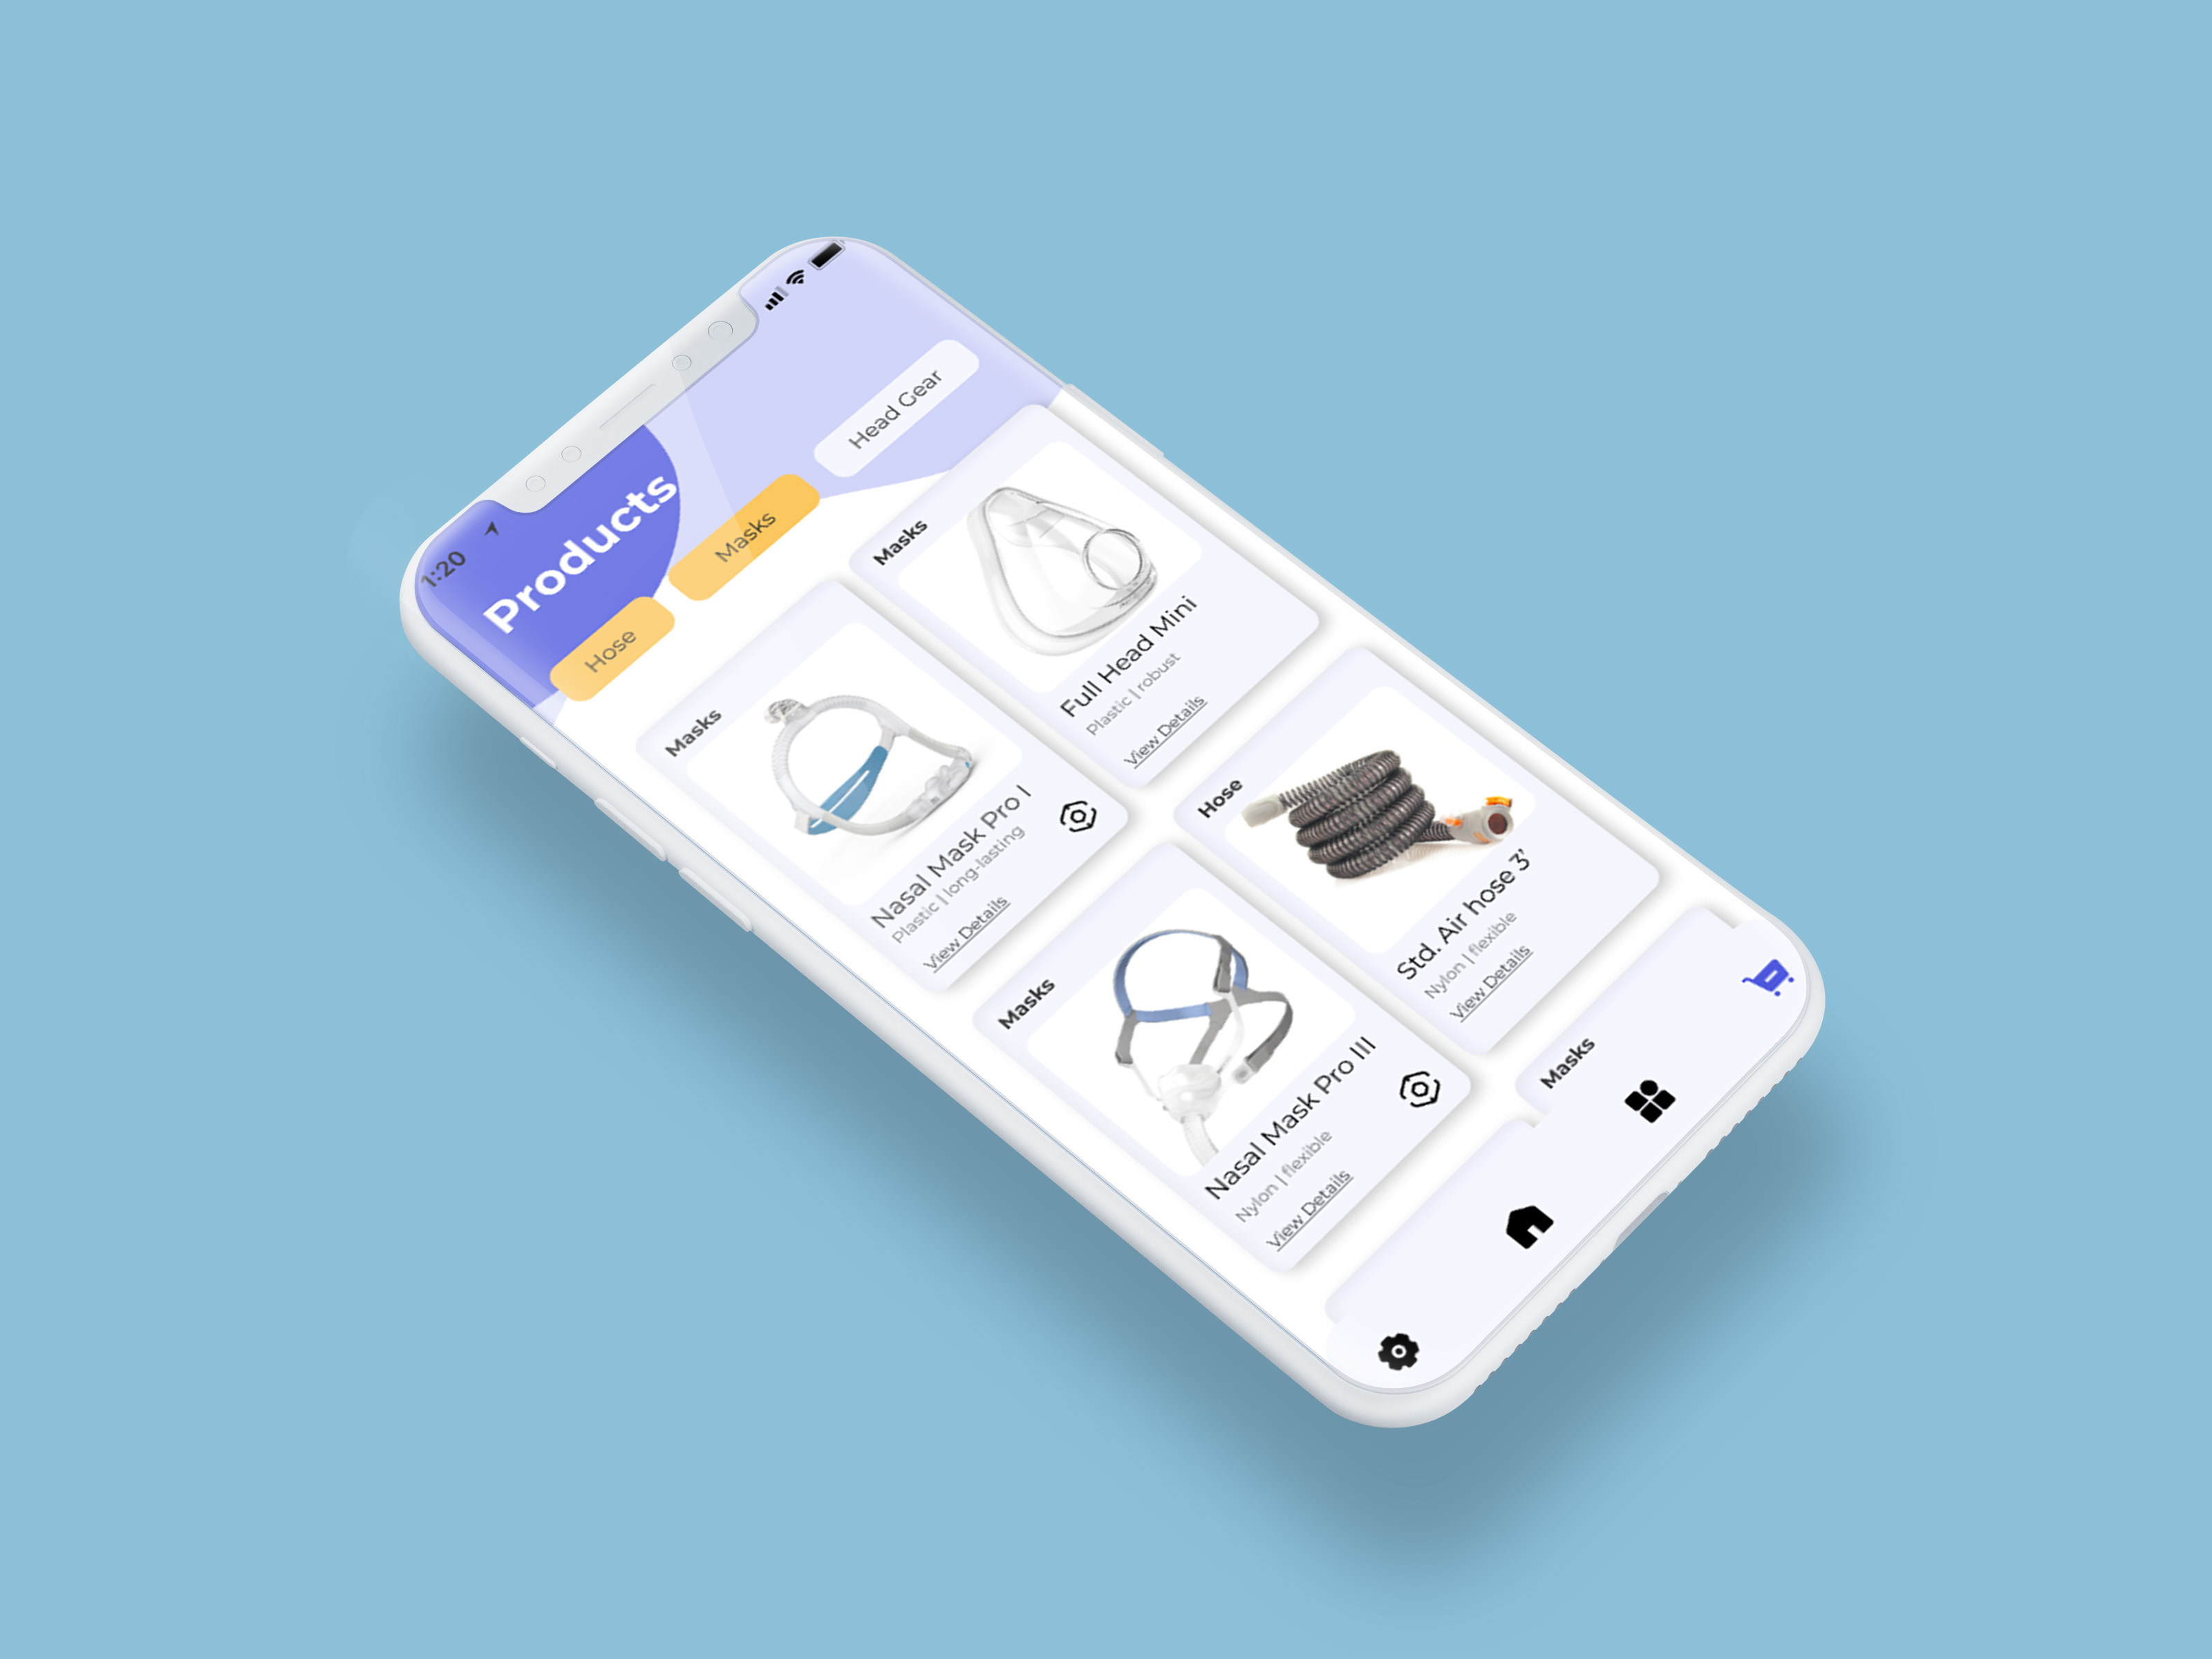 1:20
Products
Hose
Masks
Head Gear
Masks
Nasal Mask Pro I
Plastic | long-lasting
View Details
Masks
Full Head Mini
Plastic | robust
View Details
Masks
Nasal Mask Pro III
Nylon | flexible
View Details
Hose
Std. Air hose 3'
Nylon | flexible
View Details
Masks